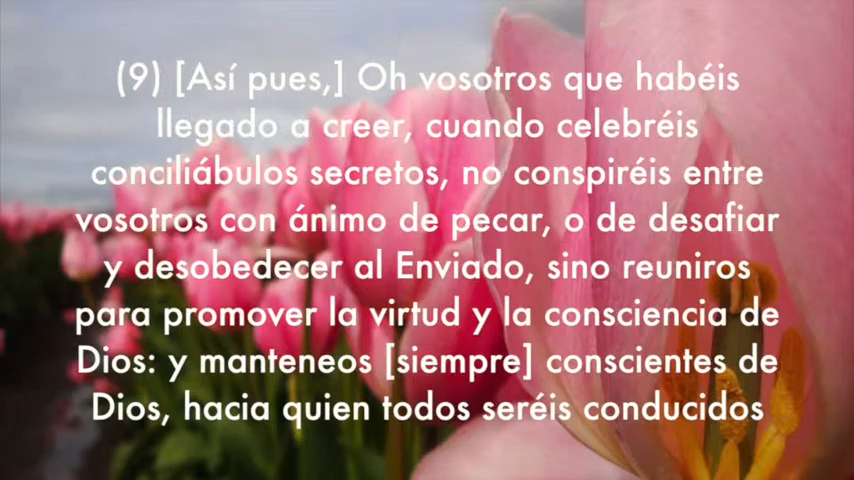 (9) [Así pues,] Oh vosotros que habéis
llegado a creer, cuando celebréis
conciliábulos secretos, no conspiréis entre
vosotros con ánimo de pecar, o de desafiar
y desobedecer al Enviado, sino reuniros
para promover la virtud y la consciencia de
Dios: y manteneos [siempre] conscientes de
Dios, hacia quien todos seréis conducidos